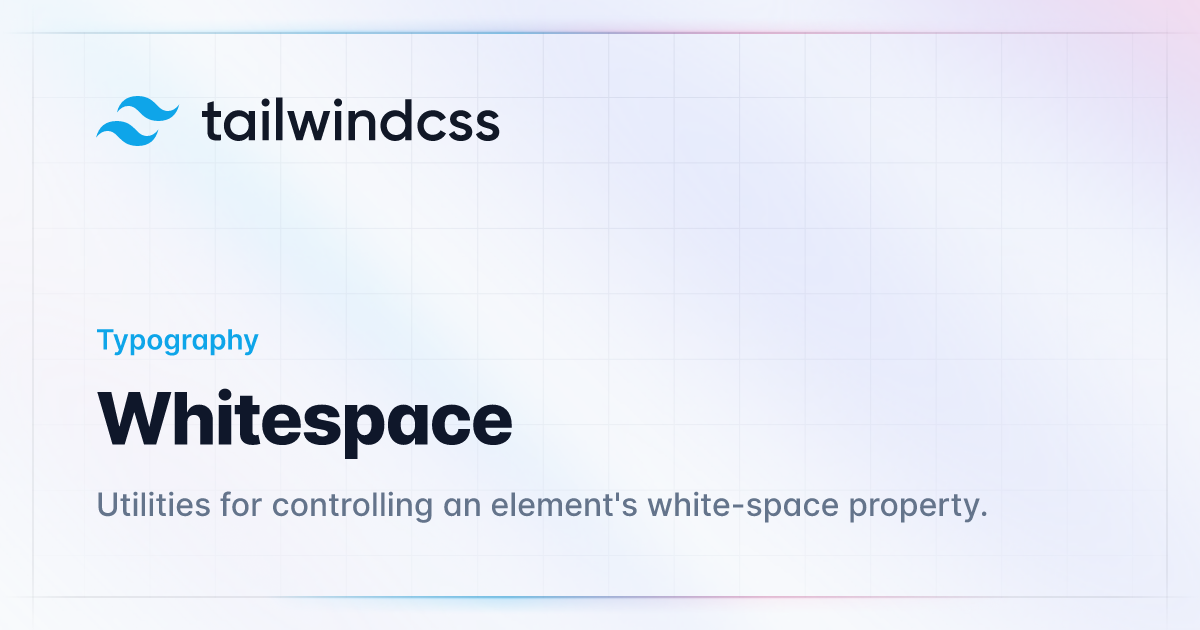 tailwindcss
Typography
Whitespace
Utilities for controlling an element's white-space property.